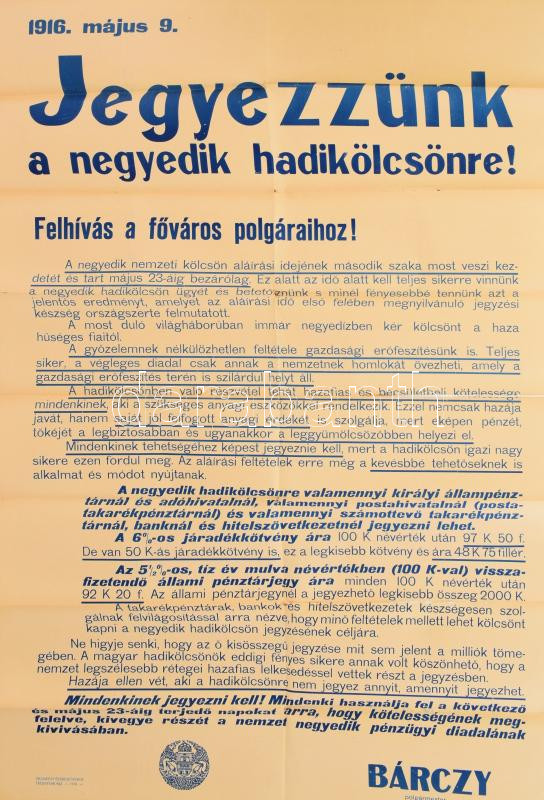 1916. május 9.
Jegyezzünk
a negyedik hadikölcsönre!
Felhívás a főváros polgáraihoz!
A negyedik nemzeti kölcsön aláírási idejének második szaka most veszi kez-
detét és tart május 23-áig bezárólag. Ez alatt az idő alatt kell teljes sikerre vinnünk
a negyedik hadikölcsön ügyét és betetőznünk s minél fényesebbé tennünk azt a
jelentős eredményt, amelyet az aláírási idő első felében megnyilvánuló jegyzési
készség országszerte felmutatott.
A most duló világháborúban immár negyedízben kér kölcsönt a haza
hűséges fiaitól.
A győzelemnek nélkülözhetlen feltétele gazdasági erőfeszítésünk is. Teljes
siker, a végleges diadal csak annak a nemzetnek homlokát övezheti, amely a
gazdasági erőfeszítés terén is szilárdul helyt áll.
A hadikölcsönben való részvétel tehát hazafias és becsületbeli kötelesség
mindenkinek, aki a szükséges anyagi eszközökkel rendelkezik. Ezzel nemcsak hazája
javát, hanem saját jól felfogott anyagi érdekét is szolgálja, mert ekképen pénzét,
tőkéjét a legbiztosabban és ugyanakkor a leggyümölcsözőbben helyezi el.
Mindenkinek tehetségéhez képest jegyeznie kell, mert a hadikölcsön igazi nagy
sikere ezen fordul meg. Az aláírási feltételek erre még a kevésbbé tehetőseknek is
alkalmat és módot nyújtanak.
A negyedik hadikölcsönre valamennyi királyi állampénz-
tárnál és adóhivatalnál, valamennyi postahivatalnál (posta-
takarékpénztárnál) és valamennyi számottevő takarékpénz-
tárnál, banknál és hitelszövetkezetnél jegyezni lehet.
A 6%-os járadékkötvény ára 100 K névérték után 97 K 50 f.
De van 50 K-ás járadékkötvény is, ez a legkisebb kötvény és ára 48 K 75 fillér.
Az 5½%-os, tíz év mulva névértékben (100 K-val) vissza-
fizetendő állami pénztárjegy ára minden 100 K névérték után
92 K 20 f. Az állami pénztárjegynél a jegyezhető legkisebb összeg 2000 K.
A takarékpénztárak, bankok és hitelszövetkezetek készségesen szol-
gálnak felvilágosítással arra nézve, hogy minő feltételek mellett lehet kölcsönt
kapni a negyedik hadikölcsön jegyzésének céljára.
Ne higyje senki, hogy az ő kisösszegű jegyzése mit sem jelent a milliók töme-
gében. A magyar hadikölcsönök eddigi fényes sikere annak volt köszönhető, hogy a
nemzet legszélesebb rétegei hazafias lelkesedéssel vettek részt a jegyzésben.
Hazája ellen vét, aki a hadikölcsönre nem jegyez annyit, amennyit jegyezhet.
Mindenkinek jegyezni kell! Mindenki használja fel a következő
és május 23-áig terjedő napokat arra, hogy kötelességének meg-
felelve, kivegye részét a nemzet negyedik pénzügyi diadalának
kivívásában.
BÁRCZY
polgármester
darabanth